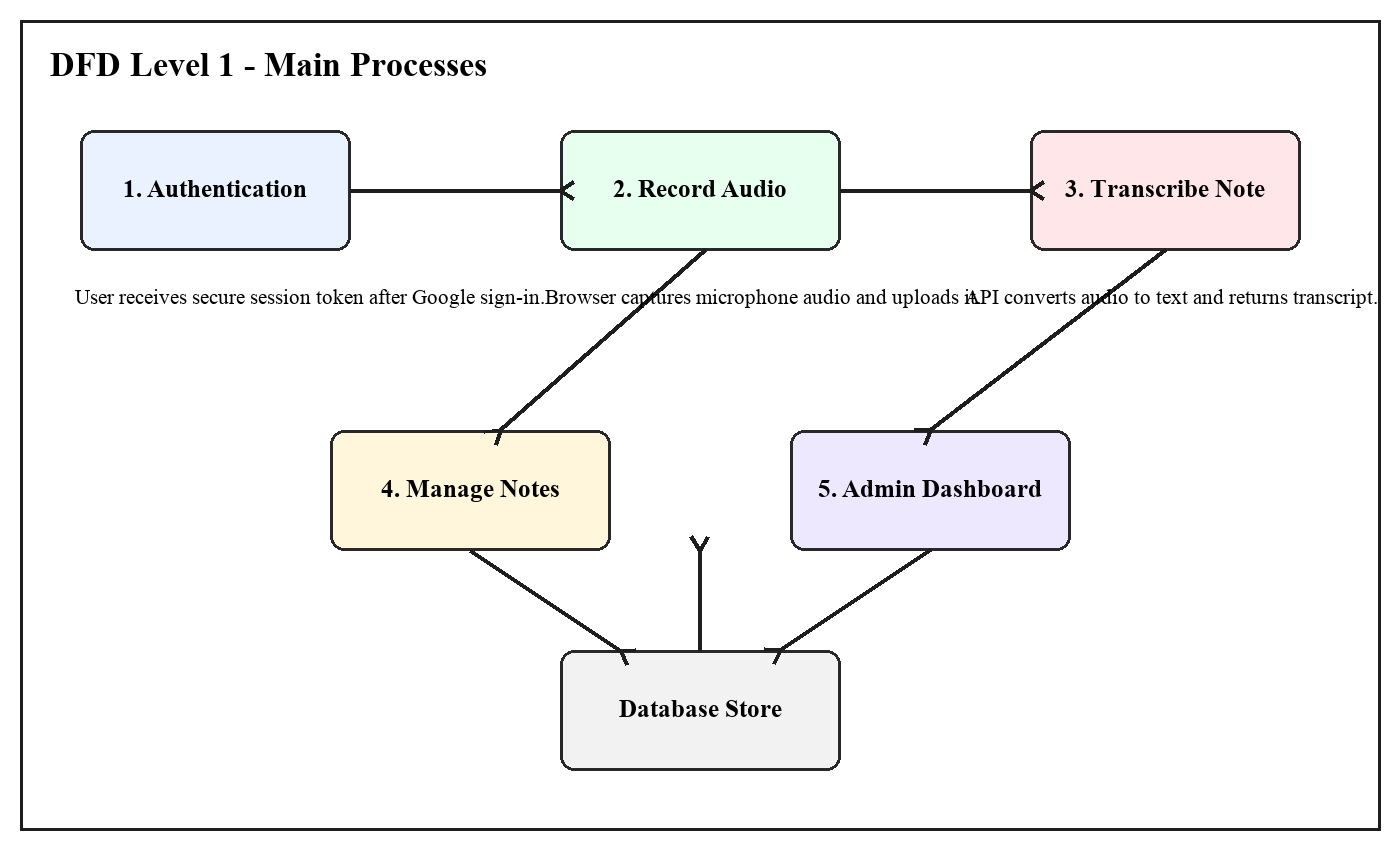 DFD Level 1 - Main Processes
1. Authentication
2. Record Audio
3. Transcribe Note
User receives secure session token after Google sign-in.
Browser captures microphone audio and uploads it.
API converts audio to text and returns transcript.
4. Manage Notes
5. Admin Dashboard
Database Store